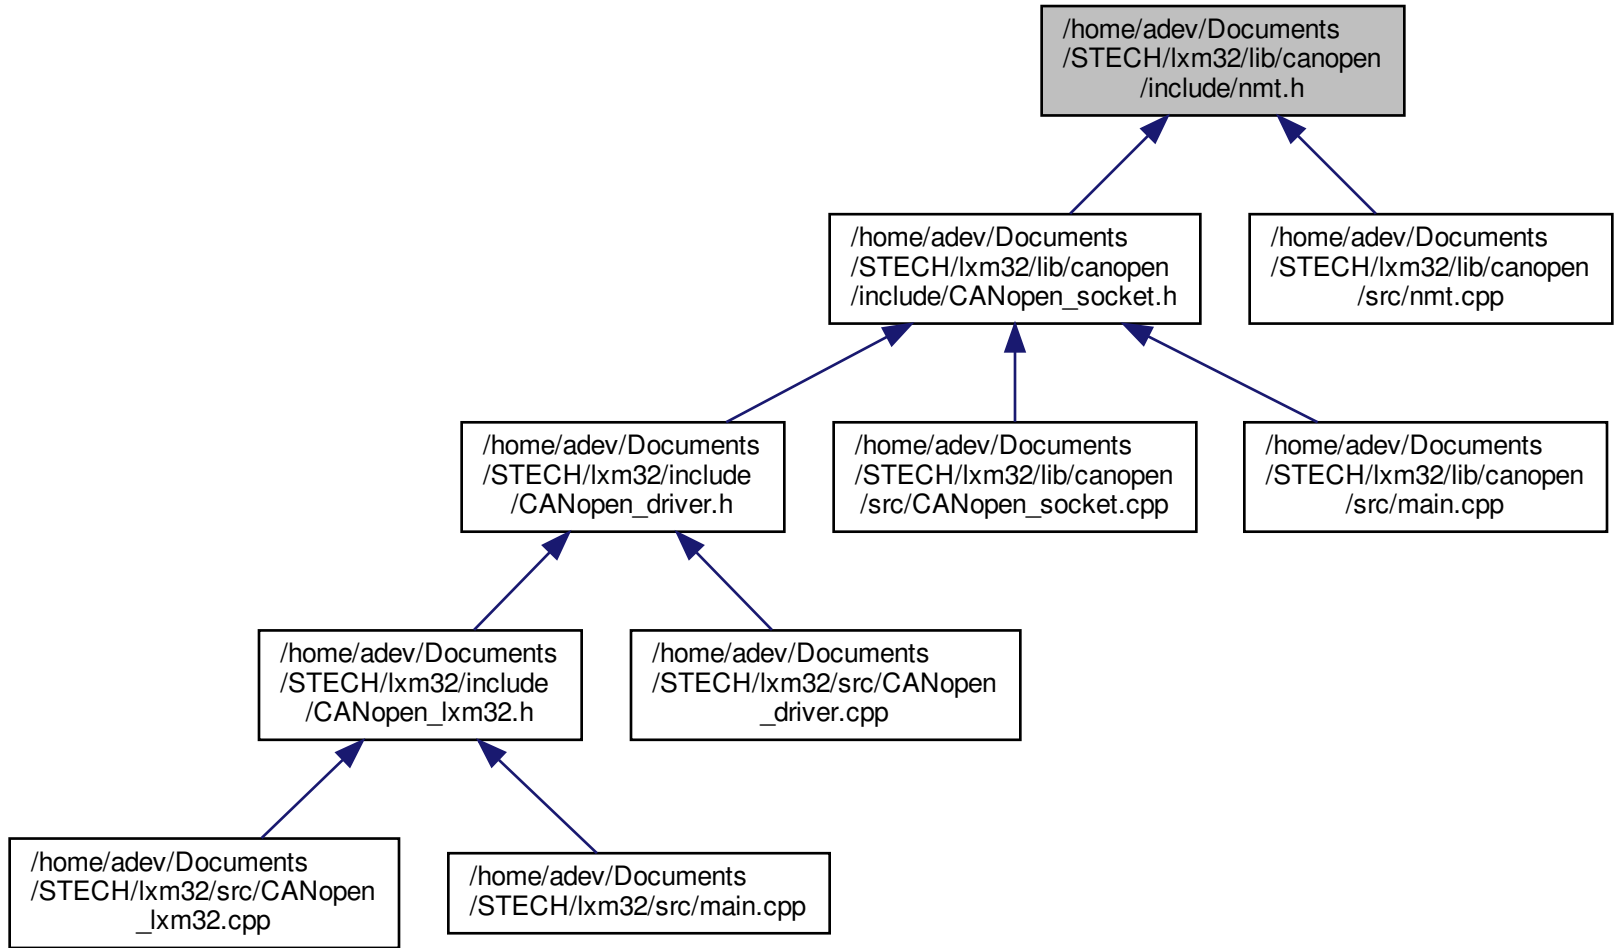 /home/adev/Documents
/STECH/lxm32/lib/canopen
/include/nmt.h
/home/adev/Documents
/STECH/lxm32/lib/canopen
/include/CANopen_socket.h
/home/adev/Documents
/STECH/lxm32/lib/canopen
/src/nmt.cpp
/home/adev/Documents
/STECH/lxm32/include
/CANopen_driver.h
/home/adev/Documents
/STECH/lxm32/lib/canopen
/src/CANopen_socket.cpp
/home/adev/Documents
/STECH/lxm32/lib/canopen
/src/main.cpp
/home/adev/Documents
/STECH/lxm32/include
/CANopen_lxm32.h
/home/adev/Documents
/STECH/lxm32/src/CANopen
_driver.cpp
/home/adev/Documents
/STECH/lxm32/src/CANopen
_lxm32.cpp
/home/adev/Documents
/STECH/lxm32/src/main.cpp